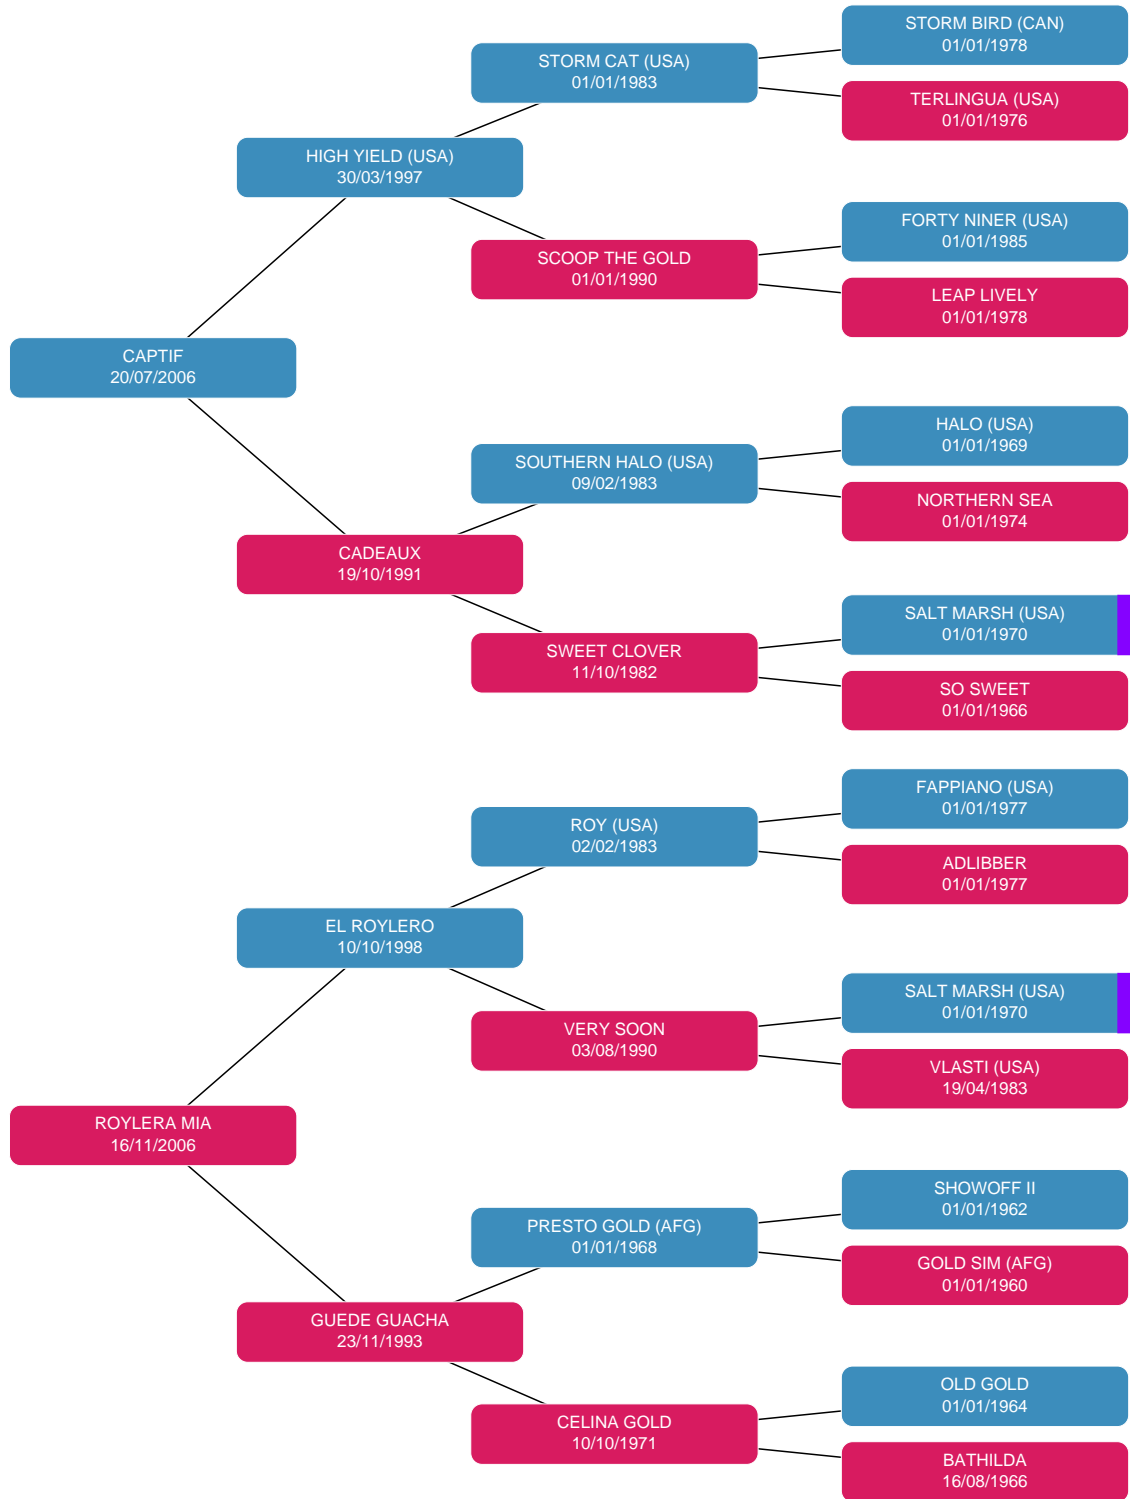 STORM BIRD (CAN)
01/01/1978
STORM CAT (USA)
01/01/1983
TERLINGUA (USA)
01/01/1976
HIGH YIELD (USA)
30/03/1997
FORTY NINER (USA)
01/01/1985
SCOOP THE GOLD
01/01/1990
LEAP LIVELY
01/01/1978
CAPTIF
20/07/2006
HALO (USA)
01/01/1969
SOUTHERN HALO (USA)
09/02/1983
NORTHERN SEA
01/01/1974
CADEAUX
19/10/1991
SALT MARSH (USA)
01/01/1970
SWEET CLOVER
11/10/1982
SO SWEET
01/01/1966
FAPPIANO (USA)
01/01/1977
ROY (USA)
02/02/1983
ADLIBBER
01/01/1977
EL ROYLERO
10/10/1998
SALT MARSH (USA)
01/01/1970
VERY SOON
03/08/1990
VLASTI (USA)
19/04/1983
ROYLERA MIA
16/11/2006
SHOWOFF II
01/01/1962
PRESTO GOLD (AFG)
01/01/1968
GOLD SIM (AFG)
01/01/1960
GUEDE GUACHA
23/11/1993
OLD GOLD
01/01/1964
CELINA GOLD
10/10/1971
BATHILDA
16/08/1966